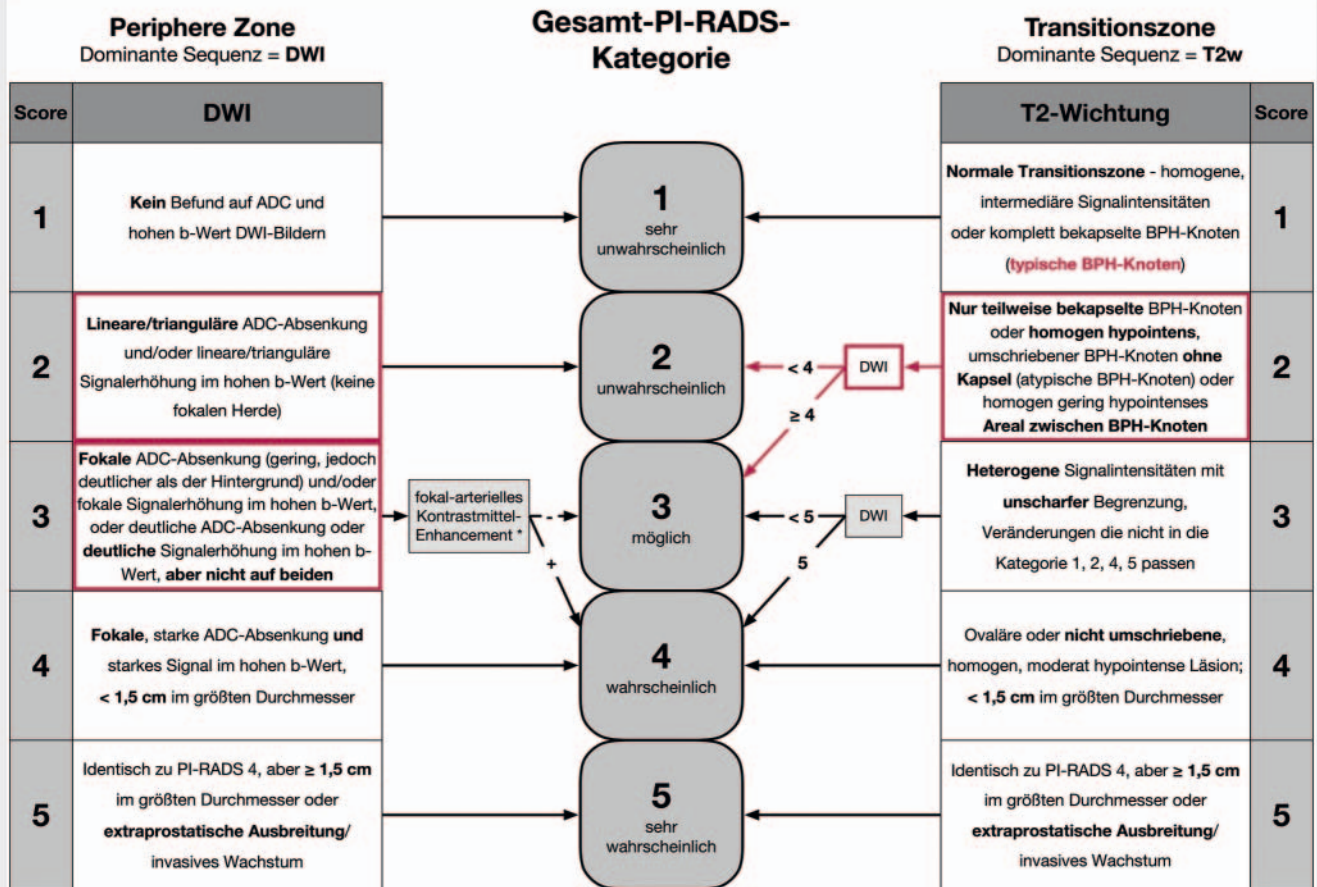 Periphere Zone
Dominante Sequenz = DWI
Gesamt-PI-RADS-
Kategorie
Transitionszone
Dominante Sequenz = T2w
Score
DWI
T2-Wichtung
Score
1
Kein Befund auf ADC und
hohen b-Wert DWI-Bildern
1
sehr
unwahrscheinlich
Normale Transitionszone - homogene,
intermediäre Signalintensitäten
oder komplett bekapselte BPH-Knoten
(typische BPH-Knoten)
1
2
Lineare/trianguläre ADC-Absenkung
und/oder lineare/trianguläre
Signalerhöhung im hohen b-Wert (keine
fokalen Herde)
2
unwahrscheinlich
< 4
≥ 4
DWI
Nur teilweise bekapselte BPH-Knoten
oder homogen hypointens,
umschriebener BPH-Knoten ohne
Kapsel (atypische BPH-Knoten) oder
homogen gering hypointenses
Areal zwischen BPH-Knoten
2
3
Fokale ADC-Absenkung (gering, jedoch
deutlicher als der Hintergrund) und/oder
fokale Signalerhöhung im hohen b-Wert,
oder deutliche ADC-Absenkung oder
deutliche Signalerhöhung im hohen b-
Wert, aber nicht auf beiden
fokal-arterielles
Kontrastmittel-
Enhancement *
-
+
3
möglich
< 5
5
DWI
Heterogene Signalintensitäten mit
unscharfer Begrenzung,
Veränderungen die nicht in die
Kategorie 1, 2, 4, 5 passen
3
4
Fokale, starke ADC-Absenkung und
starkes Signal im hohen b-Wert,
< 1,5 cm im größten Durchmesser
4
wahrscheinlich
Ovaläre oder nicht umschriebene,
homogen, moderat hypointense Läsion;
< 1,5 cm im größten Durchmesser
4
5
Identisch zu PI-RADS 4, aber ≥ 1,5 cm
im größten Durchmesser oder
extraprostatische Ausbreitung/
invasives Wachstum
5
sehr
wahrscheinlich
Identisch zu PI-RADS 4, aber ≥ 1,5 cm
im größten Durchmesser oder
extraprostatische Ausbreitung/
invasives Wachstum
5